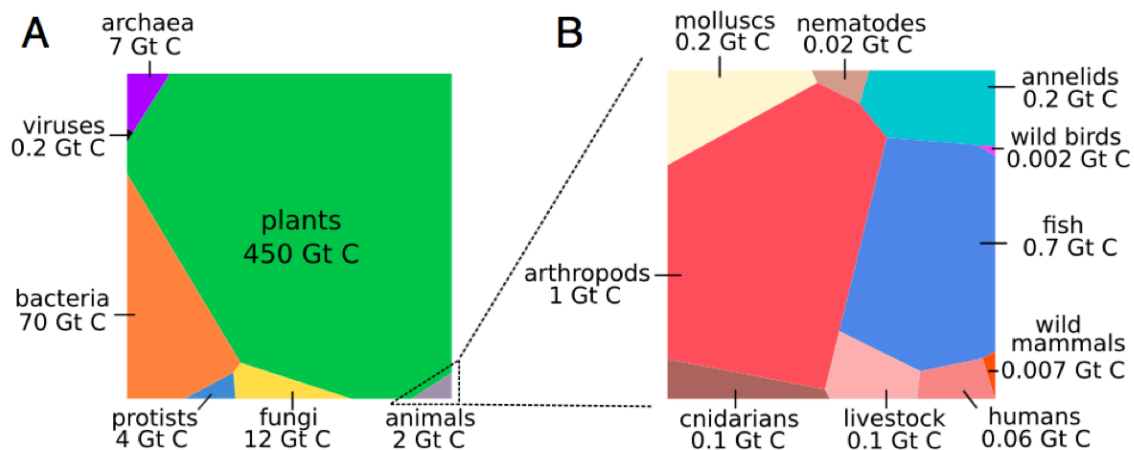 A
archaea
7 Gt C
viruses
0.2 Gt C
plants
450 Gt C
bacteria
70 Gt C
protists
4 Gt C
fungi
12 Gt C
animals
2 Gt C
B
molluscs
0.2 Gt C
nematodes
0.02 Gt C
annelids
0.2 Gt C
wild birds
0.002 Gt C
fish
0.7 Gt C
arthropods
1 Gt C
wild
mammals
0.007 Gt C
cnidarians
0.1 Gt C
livestock
0.1 Gt C
humans
0.06 Gt C